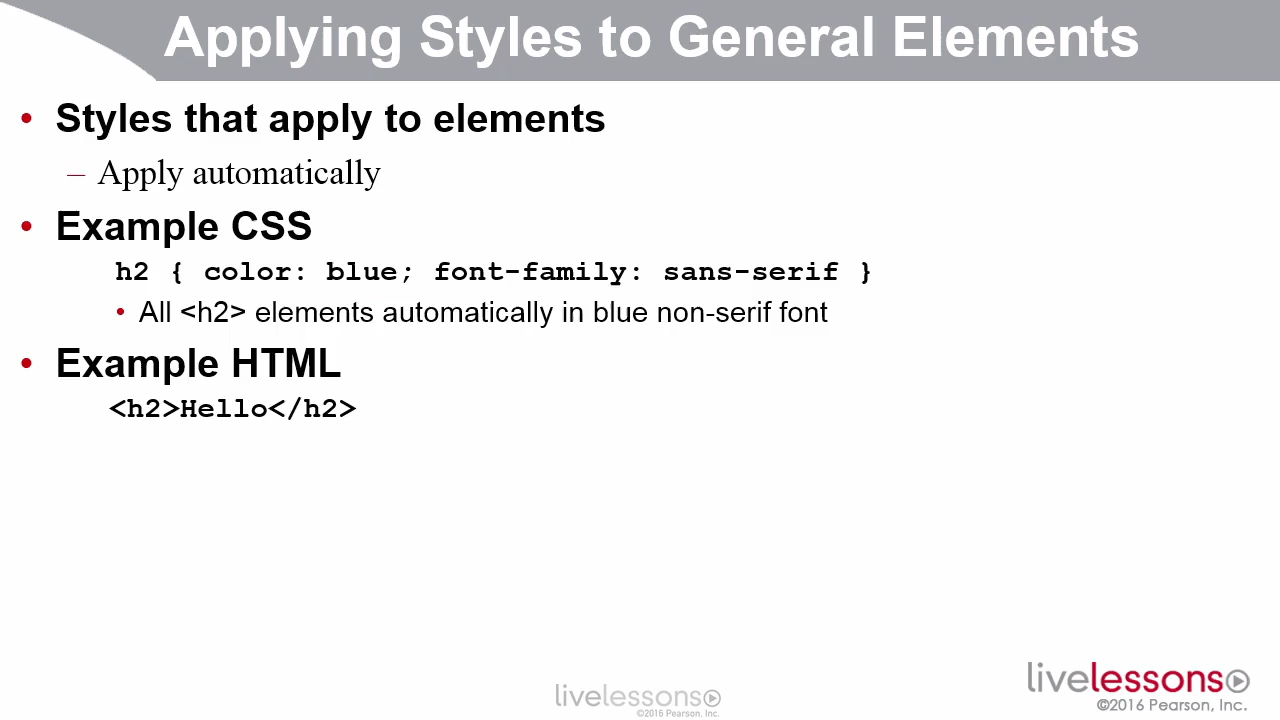 Applying Styles to General Elements
• Styles that apply to elements
– Apply automatically
• Example CSS
h2 { color: blue; font-family: sans-serif }
• All <h2> elements automatically in blue non-serif font
• Example HTML
<h2>Hello</h2>
livelessons
©2016 Pearson, Inc.
livelessons
©2016 Pearson, Inc.